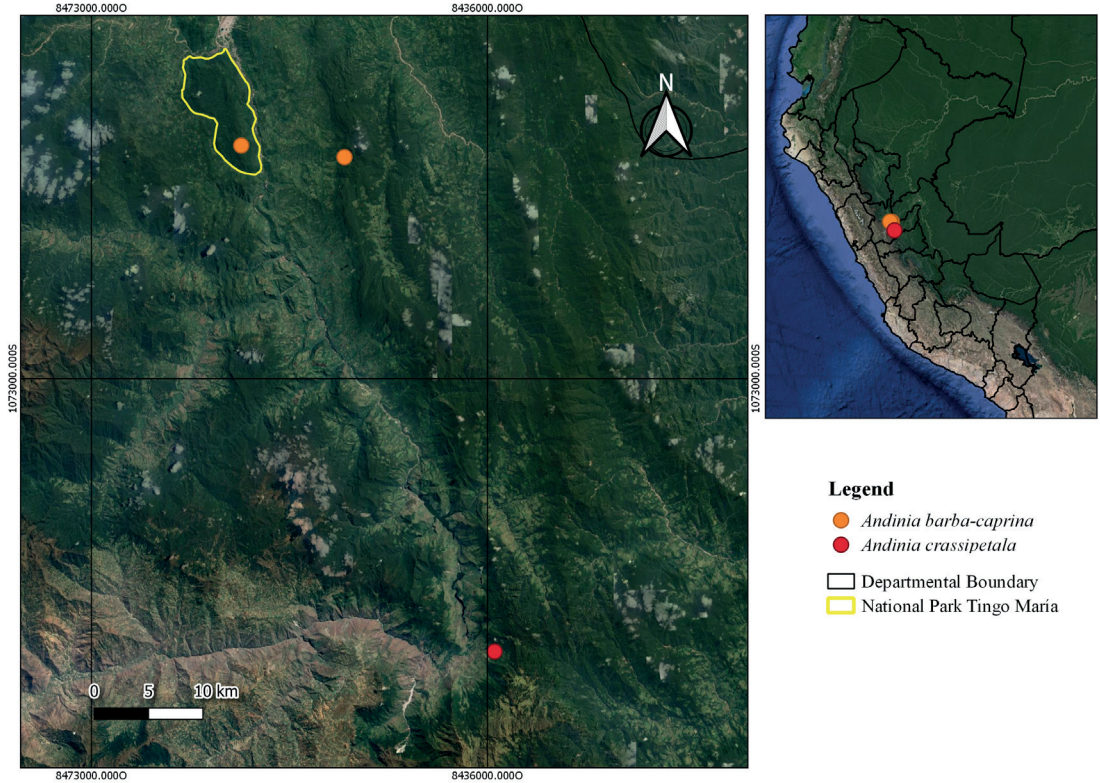 8473000.000O
8436000.000O
N
1073000.000S
1073000.000S
0 5 10 km
8473000.000O
8436000.000O
Legend
Andinia barba-caprina
Andinia crassipetala
Departmental Boundary
National Park Tingo María